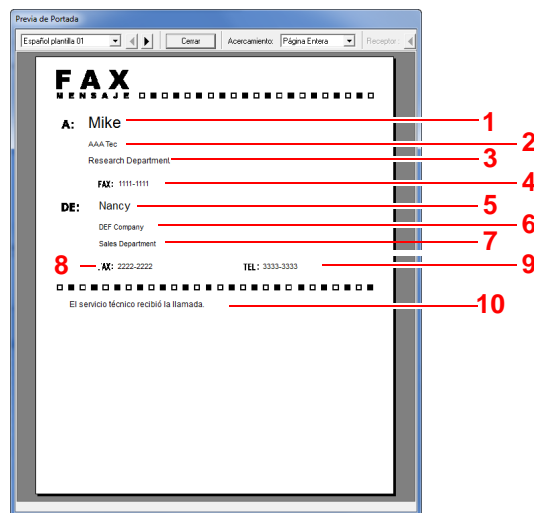 Previa de Portada
Español plantilla 01 Cerrar Acercamiento: Página Entera Receptor:
FAX
MENSAJE
A: Mike 1
AAA Tec 2
Research Department 3
FAX: 1111-1111 4
DE: Nancy 5
DEF Company 6
Sales Department 7
8 FAX: 2222-2222 TEL: 3333-3333 9
El servicio técnico recibió la llamada. 10